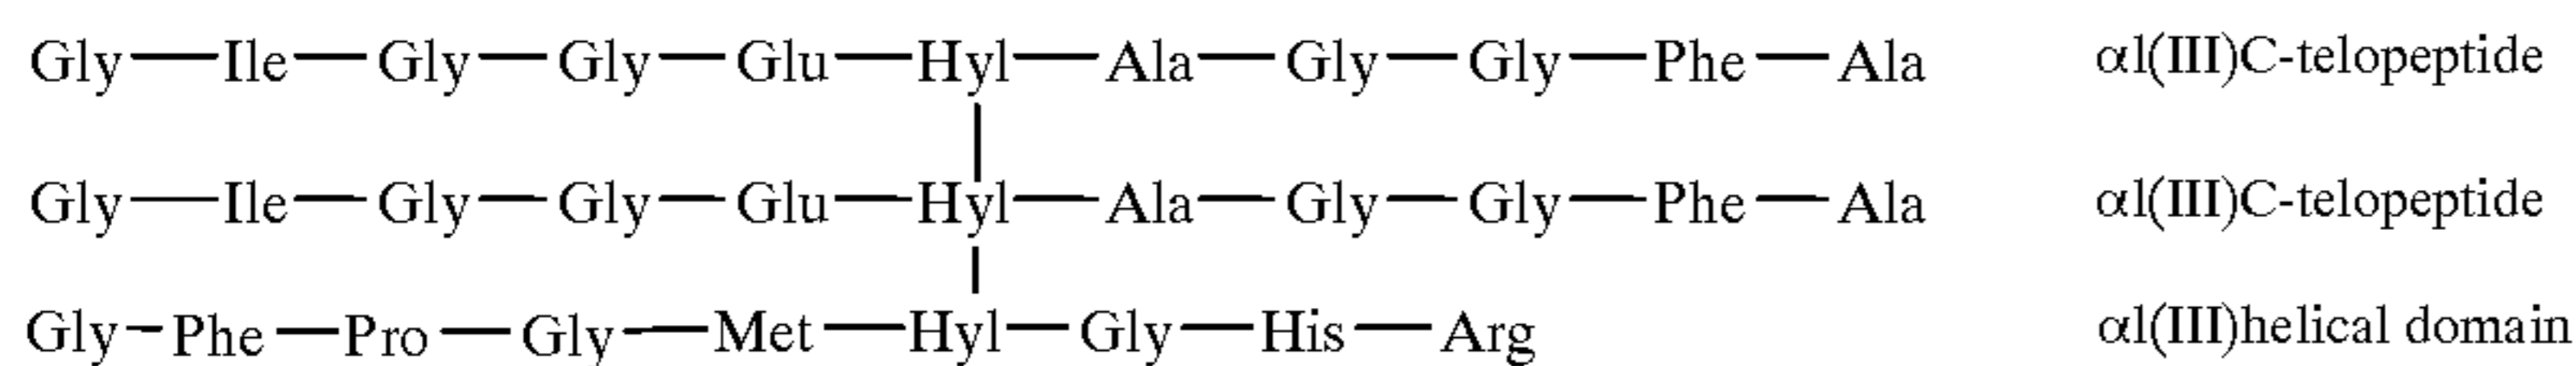 Gly—Ile—Gly—Gly—Glu—Hyl—Ala—Gly—Gly—Phe—Ala αl(III)C-telopeptide
Gly—Ile—Gly—Gly—Glu—Hyl—Ala—Gly—Gly—Phe—Ala αl(III)C-telopeptide
Gly—Phe—Pro—Gly—Met—Hyl—Gly—His—Arg αl(III)helical domain